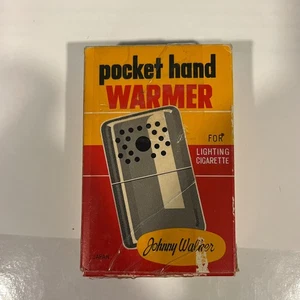 pocket hand
WARMER
FOR
LIGHTING
CIGARETTE
Johnny Walker